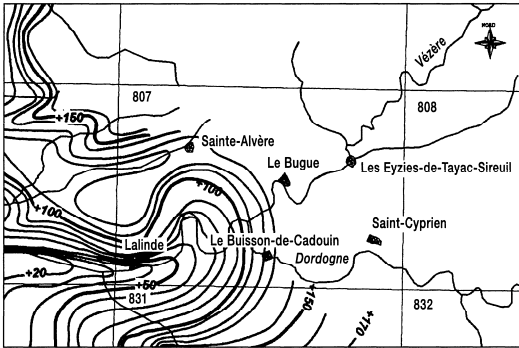 NORD
Vézère
807
808
+150
Sainte-Alvère
Le Bugue
Les Eyzies-de-Tayac-Sireuil
+100
+100
Saint-Cyprien
Lalinde
Le Buisson-de-Cadouin
Dordogne
+20
+50
831
+150
832
+170